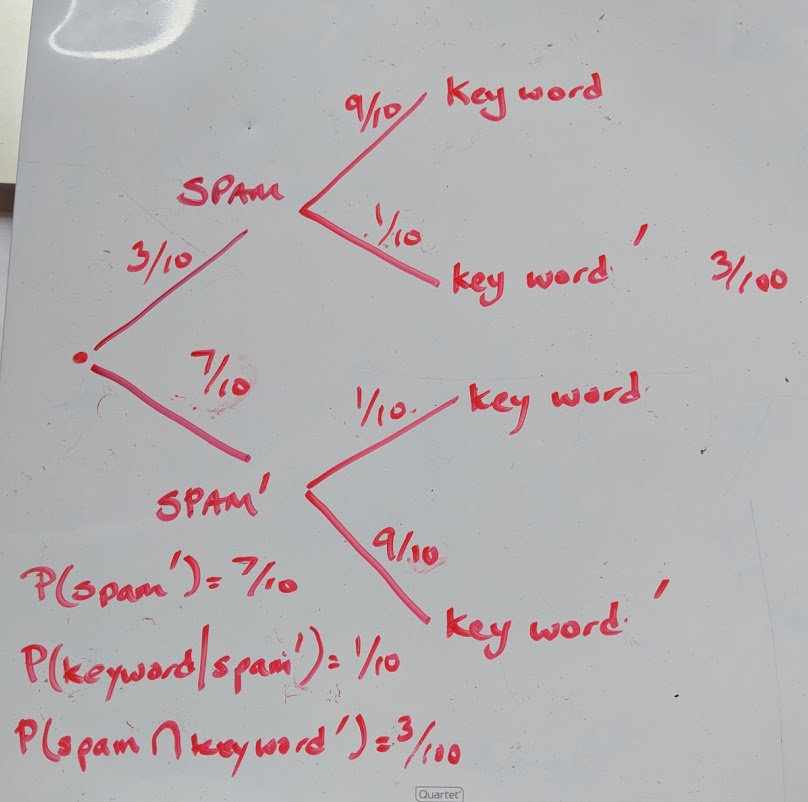 9/10 Key word
SPAM
1/10
3/10 key word ' 3/100
7/10
1/10 key word
SPAM'
9/10
P(spam')= 7/10
key word '
P(keyword|spam')= 1/10
P(spam ∩ keyword')= 3/100
Quartet